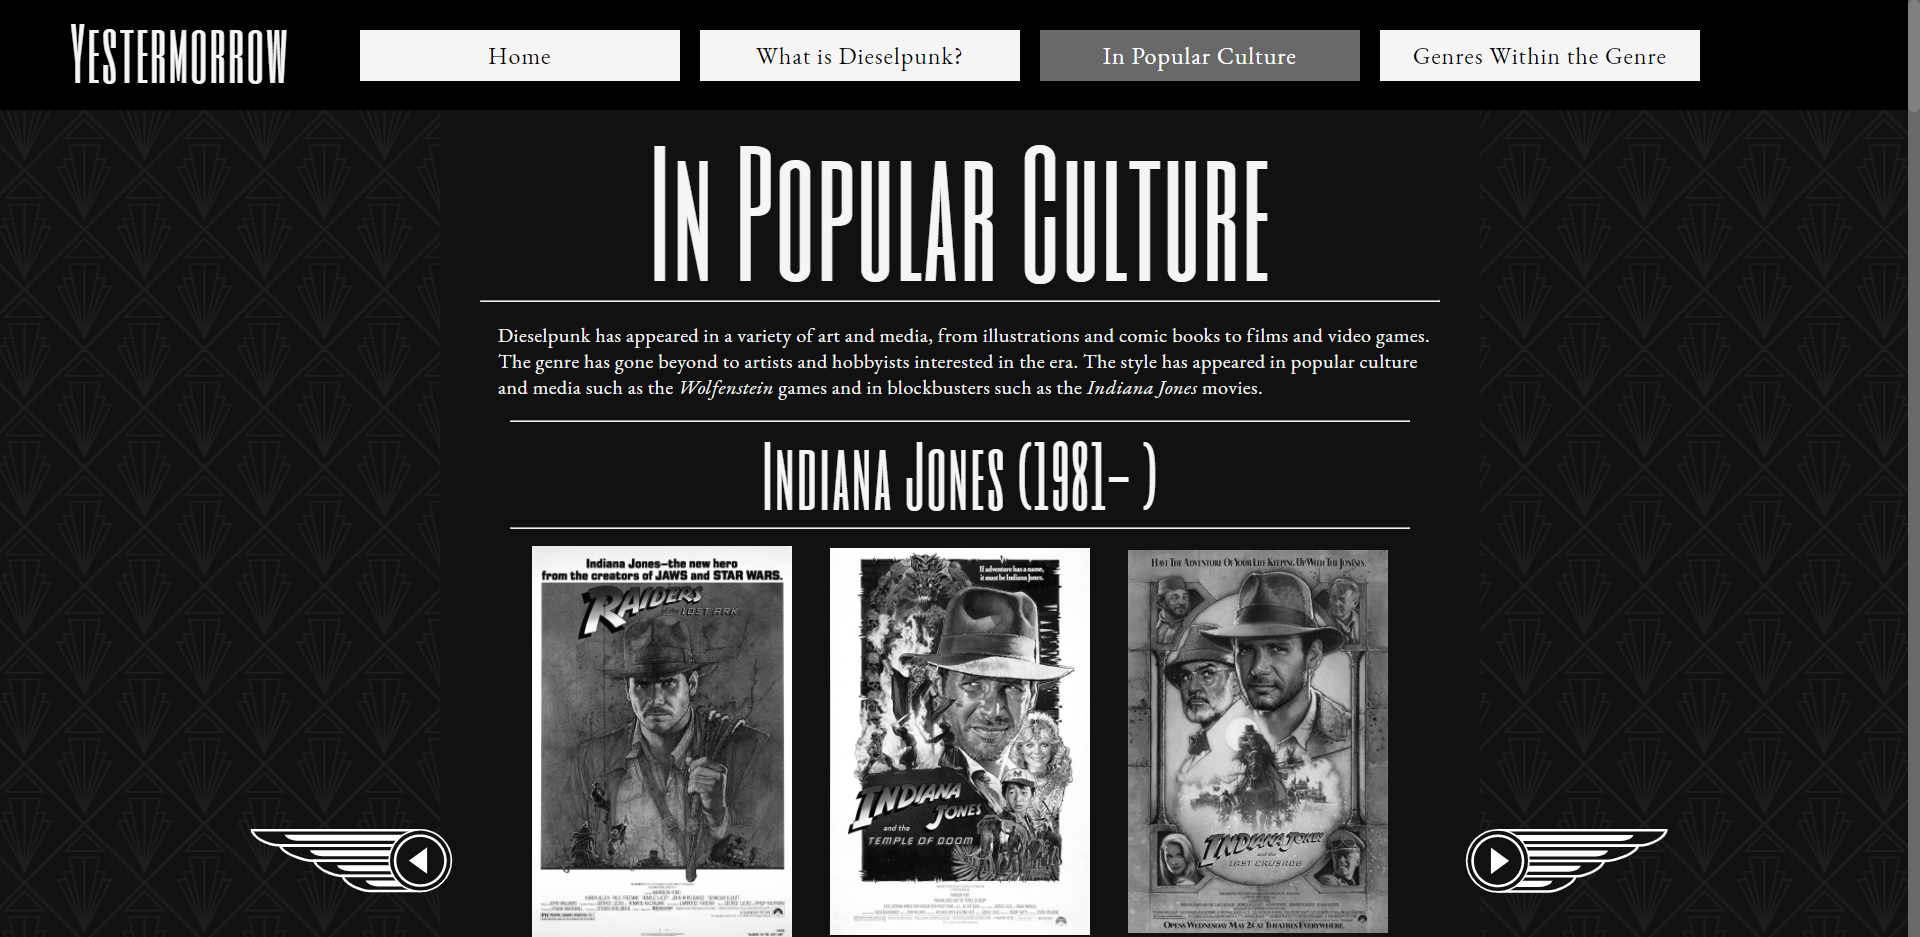 Yestermorrow
Home
What is Dieselpunk?
In Popular Culture
Genres Within the Genre
In Popular Culture
Dieselpunk has appeared in a variety of art and media, from illustrations and comic books to films and video games.
The genre has gone beyond to artists and hobbyists interested in the era. The style has appeared in popular culture
and media such as the Wolfenstein games and in blockbusters such as the Indiana Jones movies.
Indiana Jones (1981– )
Indiana Jones—the new hero
from the creators of JAWS and STAR WARS.
RAIDERS
of the LOST ARK
If adventure has a name,
it must be Indiana Jones.
INDIANA
JONES
and the
TEMPLE OF DOOM
HAVE THE ADVENTURE OF YOUR LIFE KEEPING UP WITH THE JONESES.
INDIANA JONES
and the
LAST CRUSADE
OPENS WEDNESDAY MAY 24 AT THEATRES EVERYWHERE.